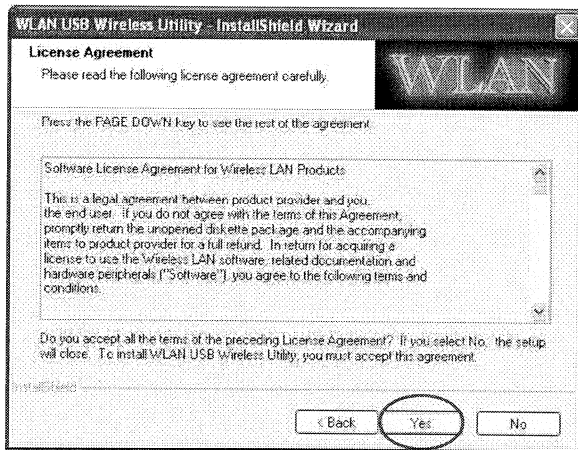 WLAN USB Wireless Utility - InstallShield Wizard
License Agreement
Please read the following license agreement carefully.
WLAN
Press the PAGE DOWN key to see the rest of the agreement.
Software License Agreement for Wireless LAN Products
This is a legal agreement between product provider and you,
the end user. If you do not agree with the terms of this Agreement,
promptly return the unopened diskette package and the accompanying
items to product provider for a full refund. In return for acquiring a
license to use the Wireless LAN software, related documentation and
hardware peripherals ("Software"), you agree to the following terms and
conditions.
Do you accept all the terms of the preceding License Agreement? If you select No, the setup
will close. To install WLAN USB Wireless Utility, you must accept this agreement.
InstallShield
< Back
Yes
No